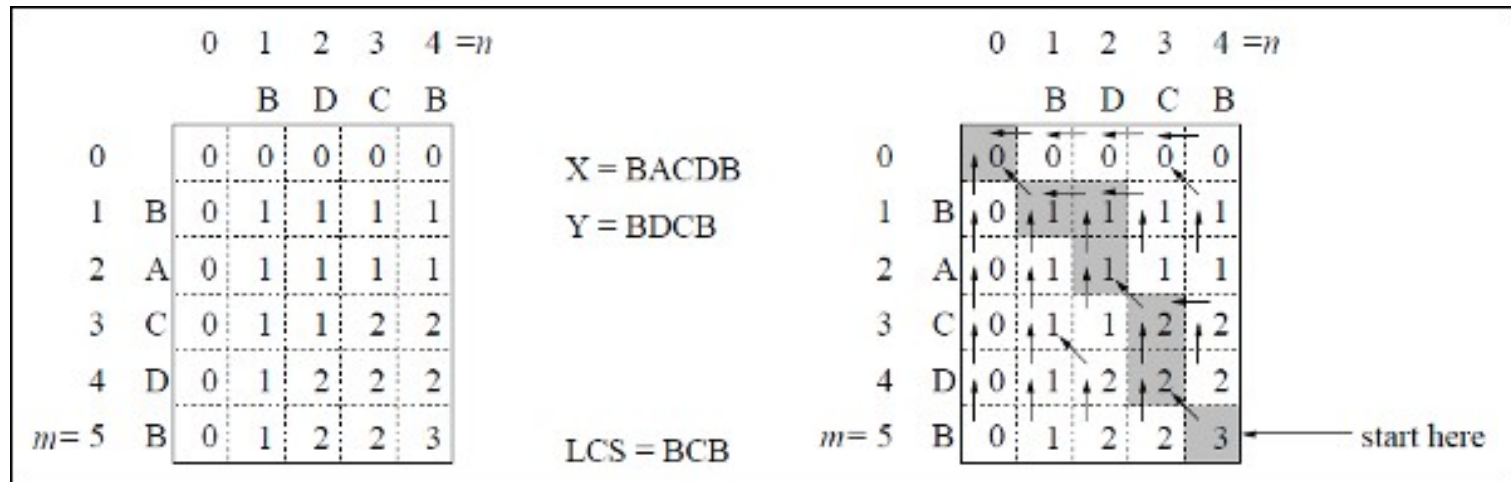 0 1 2 3 4 =n 0 1 2 3 4 =n
B D C B B D C B
0 0 0 0 0 0 X = BACDB 0 0 0 0 0 0
1 B 0 1 1 1 1 Y = BDCB 1 B 0 1 1 1 1
2 A 0 1 1 1 1 2 A 0 1 1 1 1
3 C 0 1 1 2 2 3 C 0 1 1 2 2
4 D 0 1 2 2 2 4 D 0 1 2 2 2
m= 5 B 0 1 2 2 3 LCS = BCB m= 5 B 0 1 2 2 3 start here